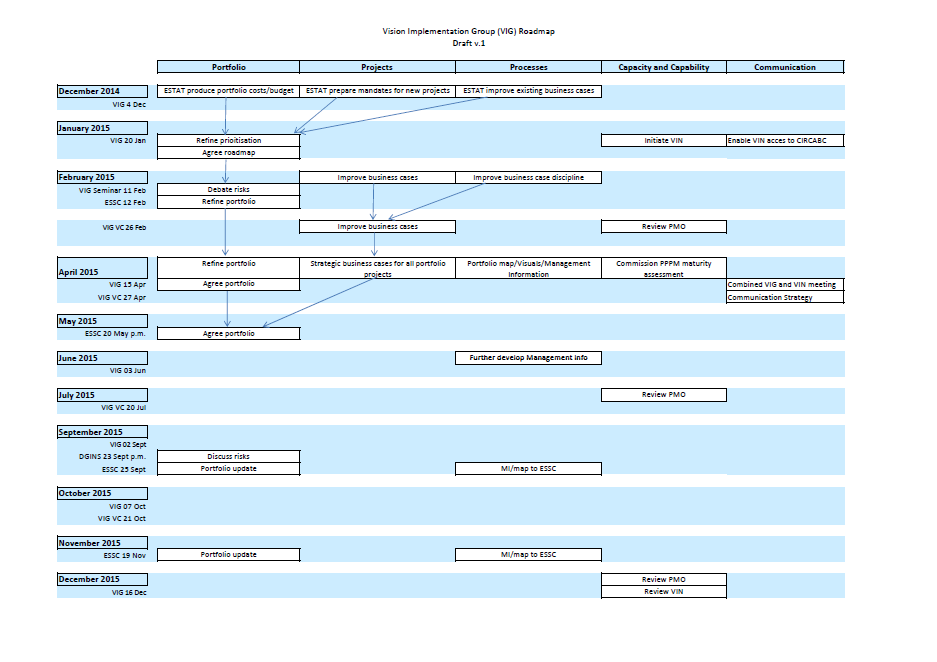 Vision Implementation Group (VIG) Roadmap
Draft v.1
Portfolio Projects Processes Capacity and Capability Communication
December 2014 ESTAT produce portfolio costs/budget ESTAT prepare mandates for new projects ESTAT improve existing business cases
VIG 4 Dec
January 2015
VIG 20 Jan Refine prioitisation Initiate VIN Enable VIN acces to CIRCABC
Agree roadmap
February 2015 Improve business cases Improve business case discipline
VIG Seminar 11 Feb Debate risks
ESSC 12 Feb Refine portfolio
VIG VC 26 Feb Improve business cases Review PMO
Refine portfolio Strategic business cases for all portfolio Portfolio map/Visuals/Management Commission PPPM maturity
April 2015 projects Information assessment
VIG 15 Apr Agree portfolio Combined VIG and VIN meeting
VIG VC 27 Apr Communication Strategy
May 2015
ESSC 20 May p.m. Agree portfolio
June 2015 Further develop Management Info
VIG 03 Jun
July 2015 Review PMO
VIG VC 20 Jul
September 2015
VIG 02 Sept
DGINS 23 Sept p.m. Discuss risks
ESSC 25 Sept Portfolio update MI/map to ESSC
October 2015
VIG 07 Oct
VIG VC 21 Oct
November 2015
ESSC 19 Nov Portfolio update MI/map to ESSC
December 2015 Review PMO
VIG 16 Dec Review VIN